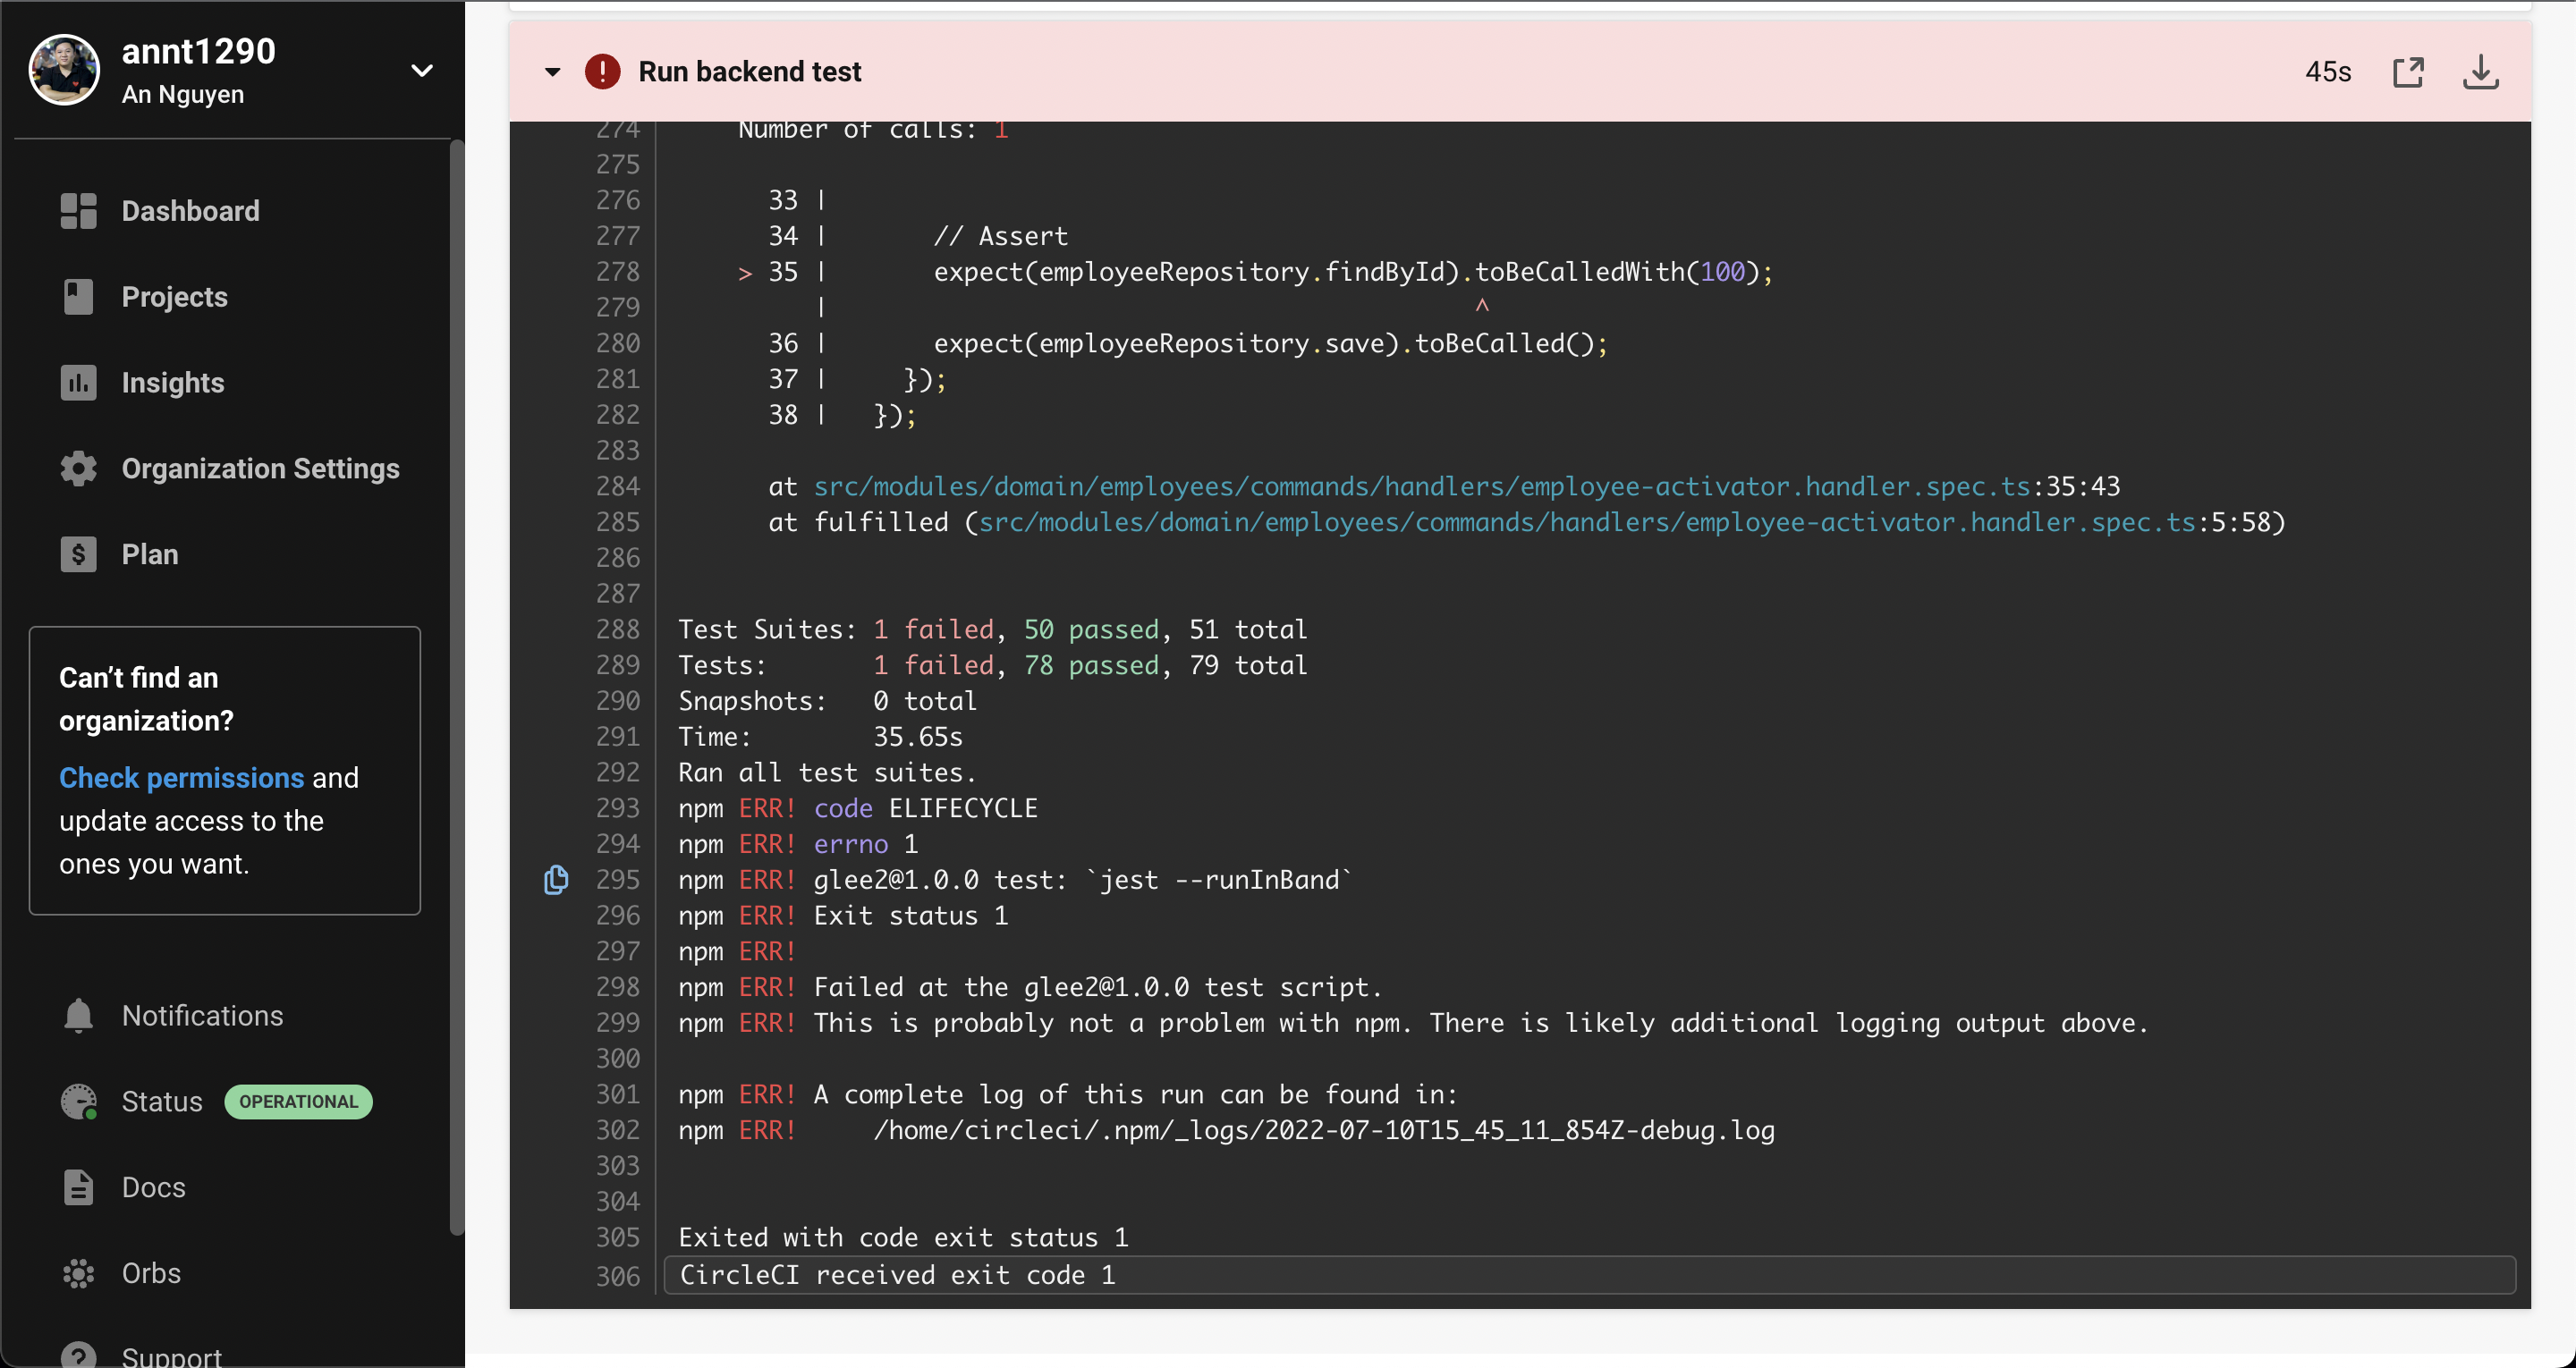 annt1290
An Nguyen
Dashboard
Projects
Insights
Organization Settings
Plan
Can’t find an
organization?
Check permissions and
update access to the
ones you want.
Notifications
Status OPERATIONAL
Docs
Orbs
Support
Run backend test 45s
274 Number of calls: 1
275
276 33 |
277 34 | // Assert
278 > 35 | expect(employeeRepository.findById).toBeCalledWith(100);
279 | ^
280 36 | expect(employeeRepository.save).toBeCalled();
281 37 | });
282 38 | });
283
284 at src/modules/domain/employees/commands/handlers/employee-activator.handler.spec.ts:35:43
285 at fulfilled (src/modules/domain/employees/commands/handlers/employee-activator.handler.spec.ts:5:58)
286
287
288 Test Suites: 1 failed, 50 passed, 51 total
289 Tests: 1 failed, 78 passed, 79 total
290 Snapshots: 0 total
291 Time: 35.65s
292 Ran all test suites.
293 npm ERR! code ELIFECYCLE
294 npm ERR! errno 1
295 npm ERR! glee2@1.0.0 test: `jest --runInBand`
296 npm ERR! Exit status 1
297 npm ERR!
298 npm ERR! Failed at the glee2@1.0.0 test script.
299 npm ERR! This is probably not a problem with npm. There is likely additional logging output above.
300
301 npm ERR! A complete log of this run can be found in:
302 npm ERR! /home/circleci/.npm/_logs/2022-07-10T15_45_11_854Z-debug.log
303
304
305 Exited with code exit status 1
306 CircleCI received exit code 1